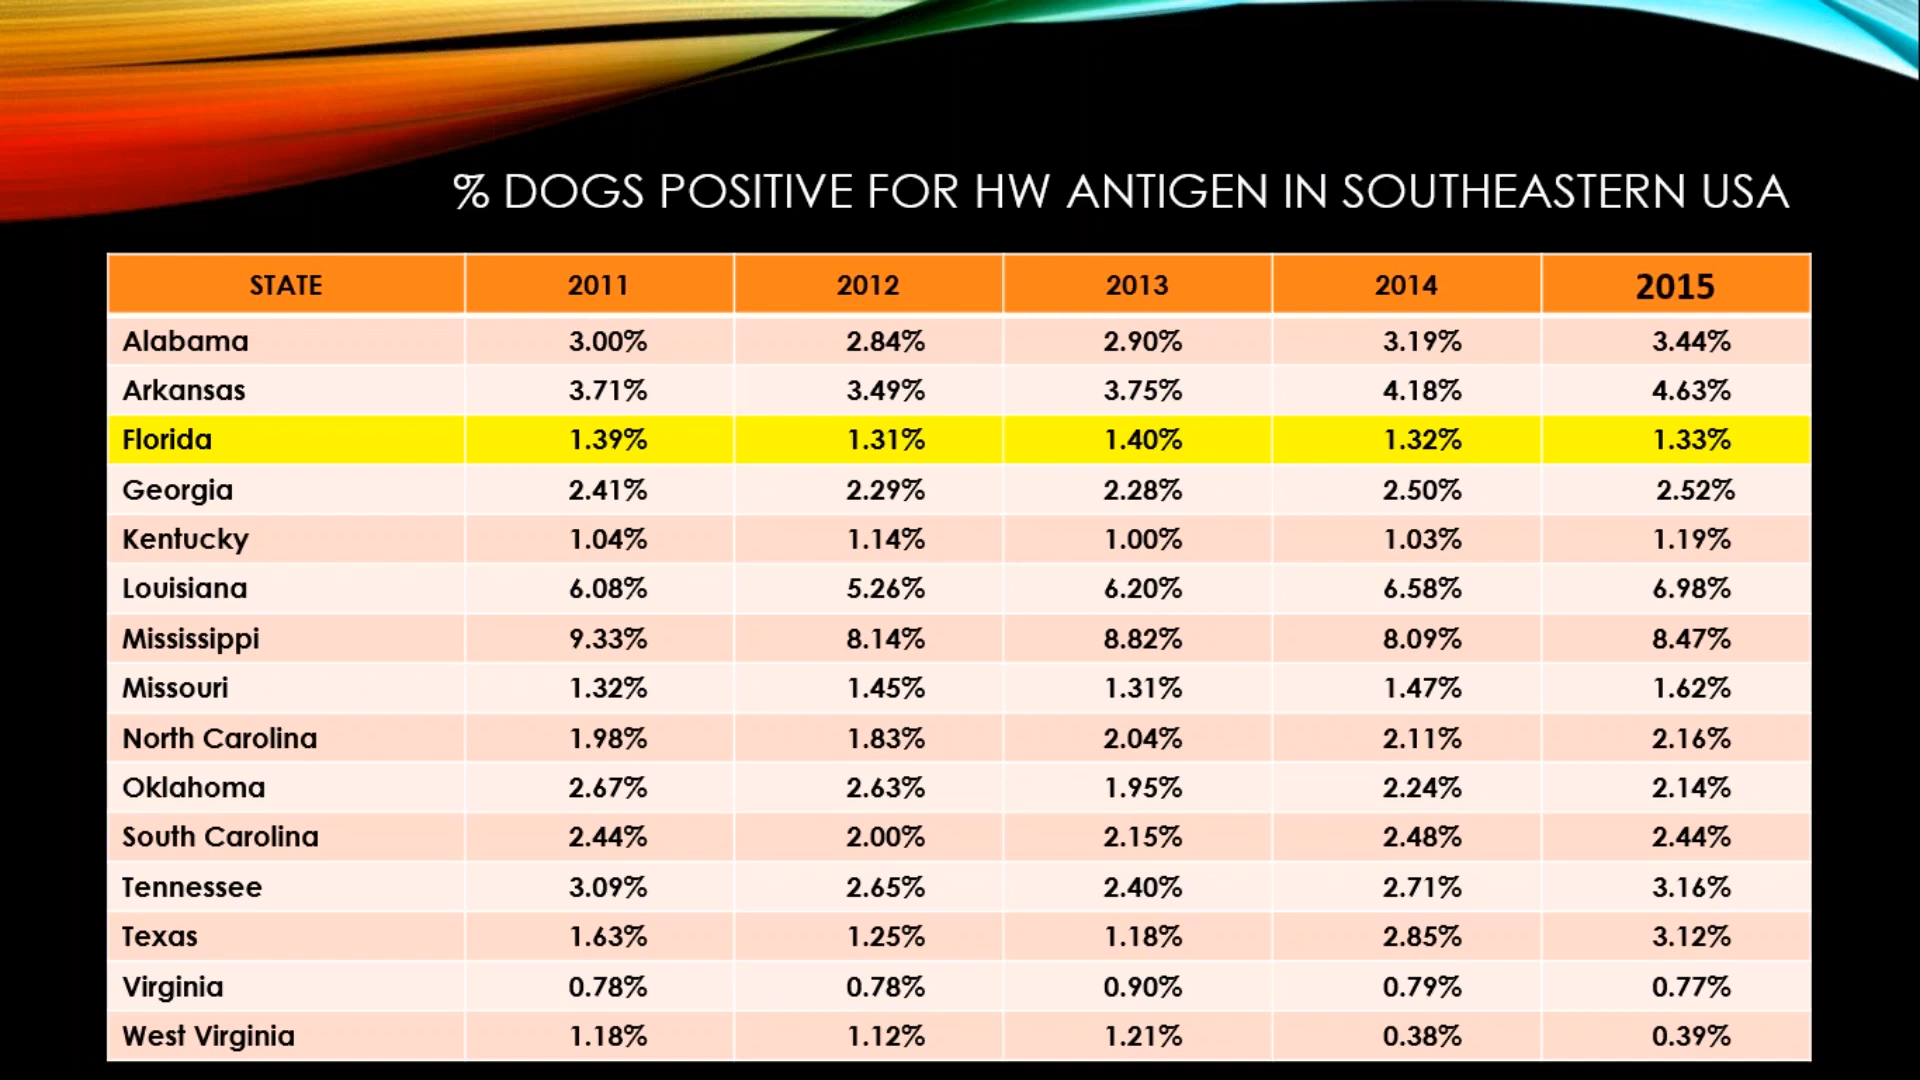 % DOGS POSITIVE FOR HW ANTIGEN IN SOUTHEASTERN USA
STATE 2011 2012 2013 2014 2015
Alabama 3.00% 2.84% 2.90% 3.19% 3.44%
Arkansas 3.71% 3.49% 3.75% 4.18% 4.63%
Florida 1.39% 1.31% 1.40% 1.32% 1.33%
Georgia 2.41% 2.29% 2.28% 2.50% 2.52%
Kentucky 1.04% 1.14% 1.00% 1.03% 1.19%
Louisiana 6.08% 5.26% 6.20% 6.58% 6.98%
Mississippi 9.33% 8.14% 8.82% 8.09% 8.47%
Missouri 1.32% 1.45% 1.31% 1.47% 1.62%
North Carolina 1.98% 1.83% 2.04% 2.11% 2.16%
Oklahoma 2.67% 2.63% 1.95% 2.24% 2.14%
South Carolina 2.44% 2.00% 2.15% 2.48% 2.44%
Tennessee 3.09% 2.65% 2.40% 2.71% 3.16%
Texas 1.63% 1.25% 1.18% 2.85% 3.12%
Virginia 0.78% 0.78% 0.90% 0.79% 0.77%
West Virginia 1.18% 1.12% 1.21% 0.38% 0.39%